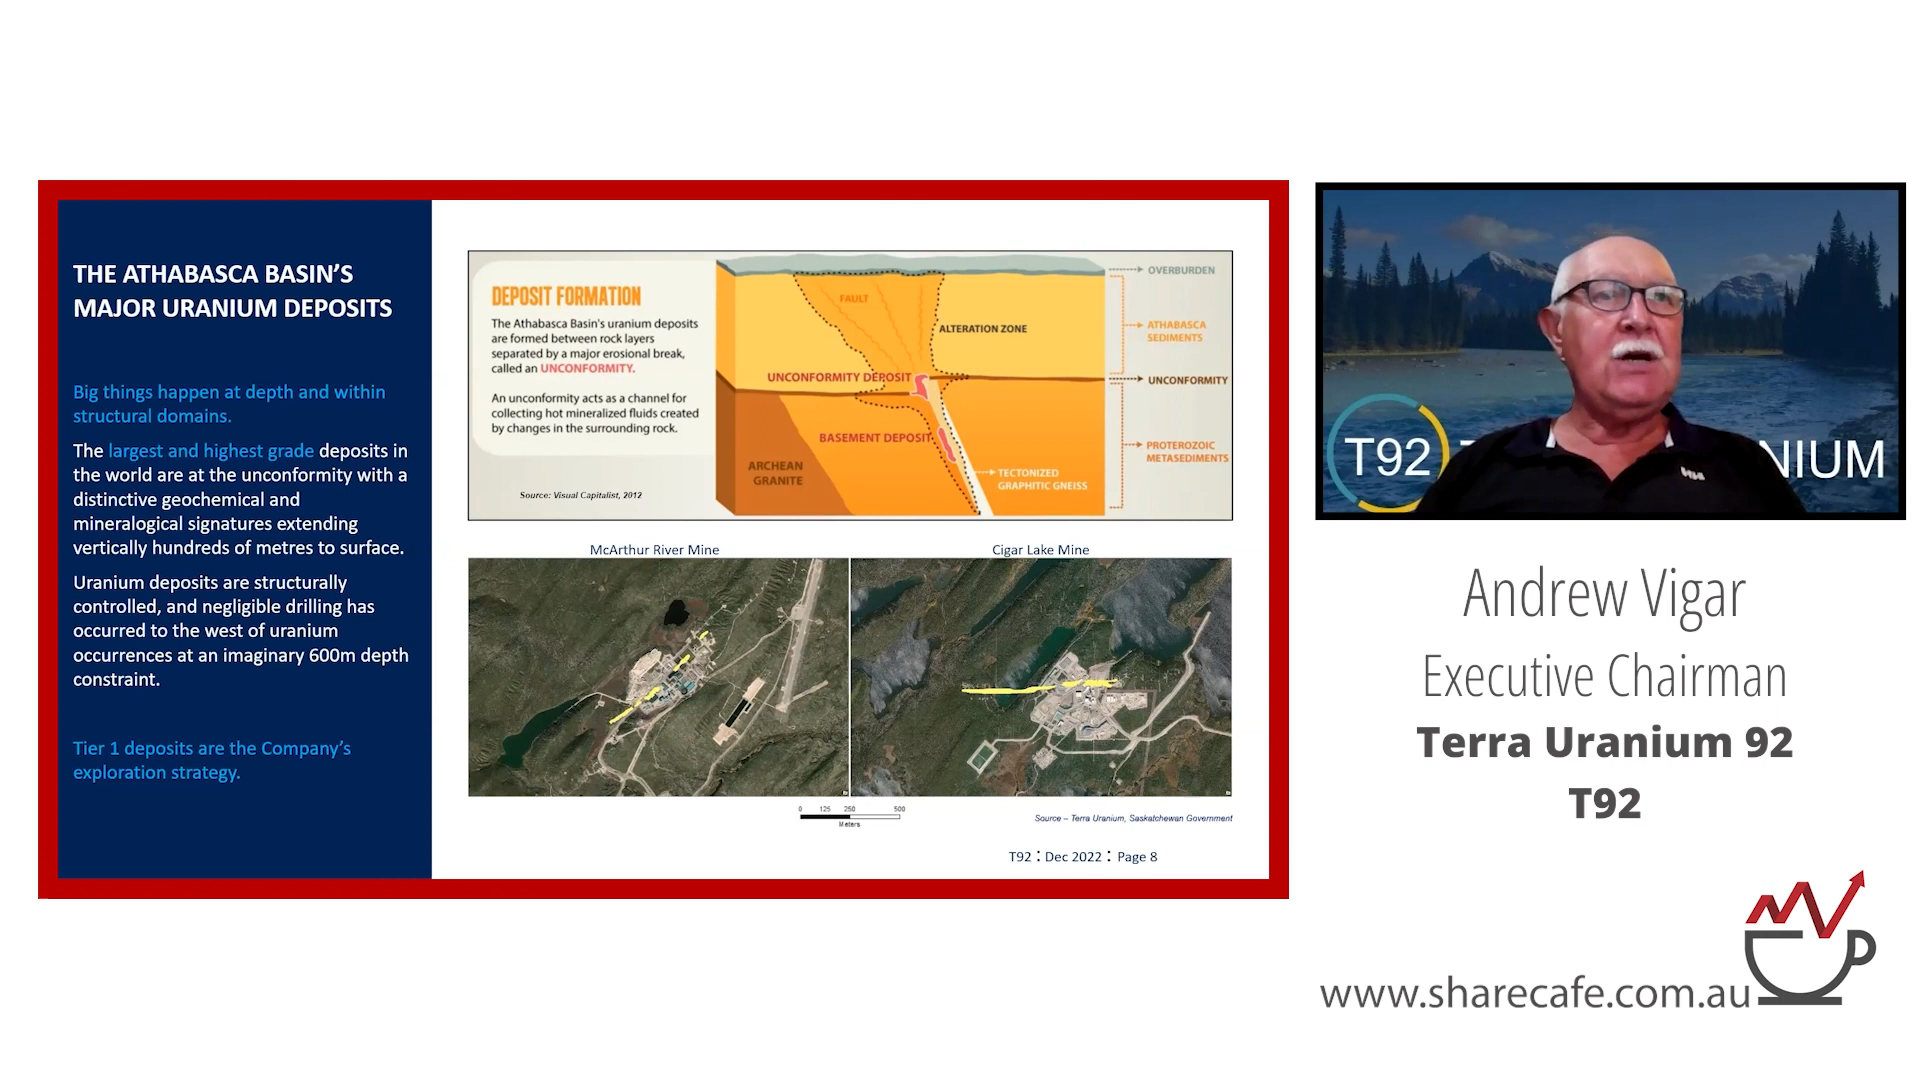 THE ATHABASCA BASIN'S
MAJOR URANIUM DEPOSITS
Big things happen at depth and within
structural domains.
The largest and highest grade deposits in
the world are at the unconformity with a
distinctive geochemical and
mineralogical signatures extending
vertically hundreds of metres to surface.
Uranium deposits are structurally
controlled, and negligible drilling has
occurred to the west of uranium
occurrences at an imaginary 600m depth
constraint.
Tier 1 deposits are the Company's
exploration strategy.
DEPOSIT FORMATION
The Athabasca Basin's uranium deposits
are formed between rock layers
separated by a major erosional break,
called an UNCONFORMITY.
An unconformity acts as a channel for
collecting hot mineralized fluids created
by changes in the surrounding rock.
Source: Visual Capitalist, 2012
OVERBURDEN
FAULT
ALTERATION ZONE
ATHABASCA
SEDIMENTS
UNCONFORMITY DEPOSIT
UNCONFORMITY
BASEMENT DEPOSIT
PROTEROZOIC
METASEDIMENTS
ARCHEAN
GRANITE
TECTONIZED
GRAPHITIC GNEISS
McArthur River Mine
Cigar Lake Mine
0 125 250 500
Meters
Source – Terra Uranium, Saskatchewan Government
T92 : Dec 2022 : Page 8
T92
NIUM
Andrew Vigar
Executive Chairman
Terra Uranium 92
T92
www.sharecafe.com.au